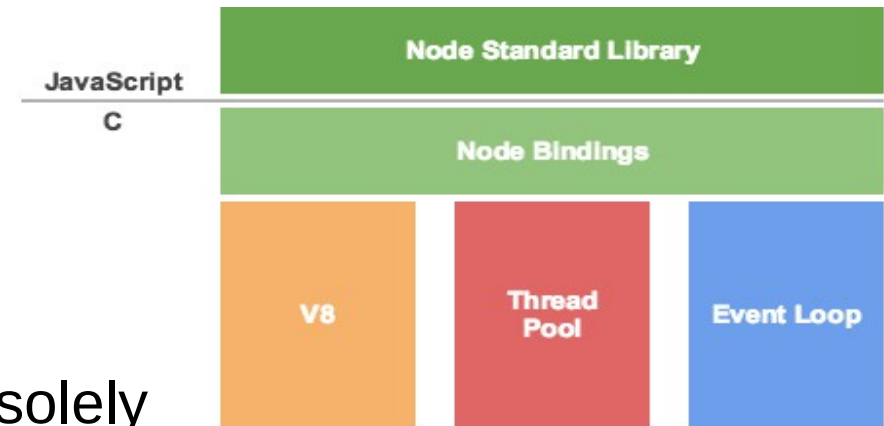 Node Standard Library
JavaScript
C
Node Bindings
V8
Thread
Pool
Event Loop
solely